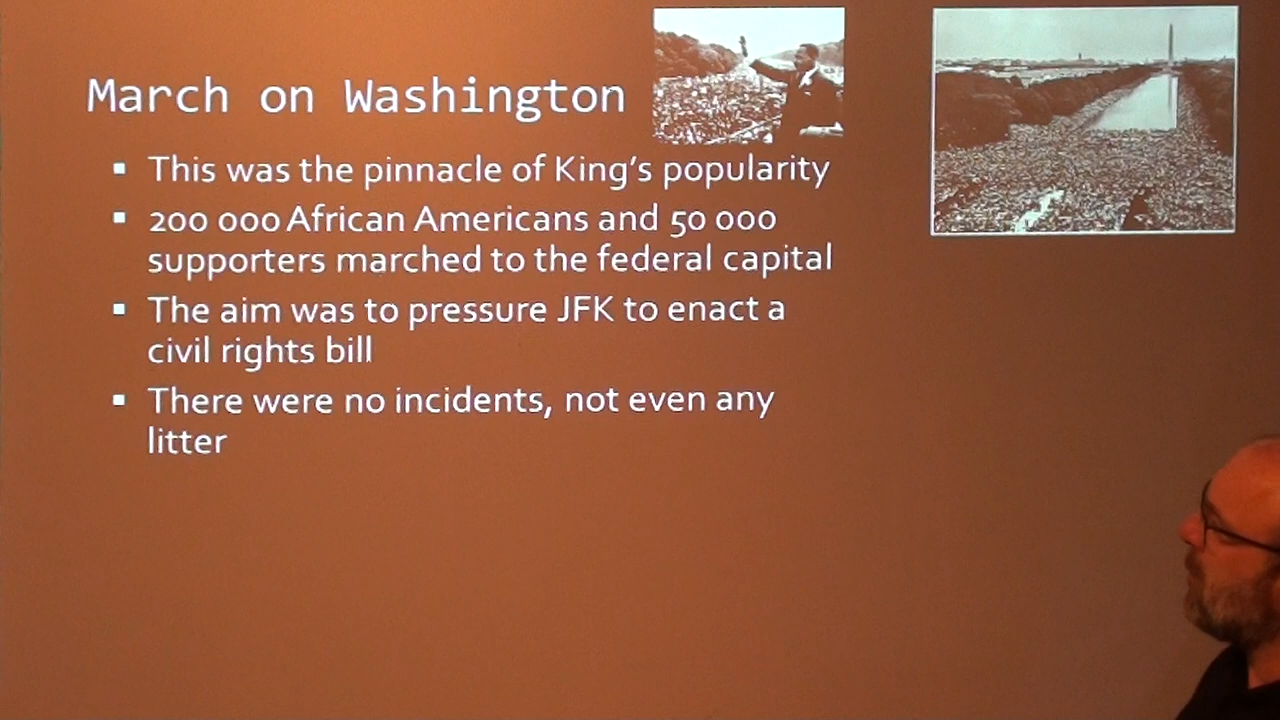 March on Washington
▪ This was the pinnacle of King's popularity
▪ 200 000 African Americans and 50 000
supporters marched to the federal capital
▪ The aim was to pressure JFK to enact a
civil rights bill
▪ There were no incidents, not even any
litter